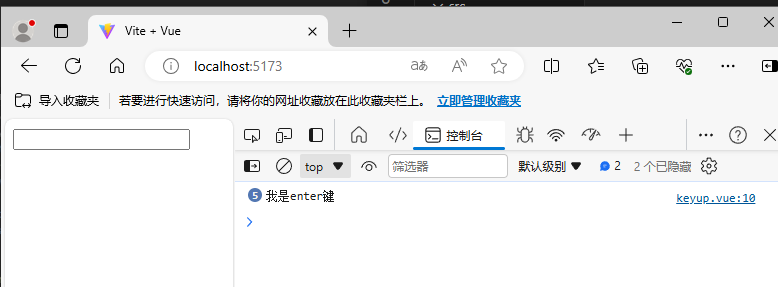 Vite + Vue
localhost:5173
aあ
A
导入收藏夹 若要进行快速访问，请将你的网址收藏放在此收藏夹栏上。 立即管理收藏夹
控制台
top 筛选器 默认级别 2 2 个已隐藏
5 我是enter键 keyup.vue:10